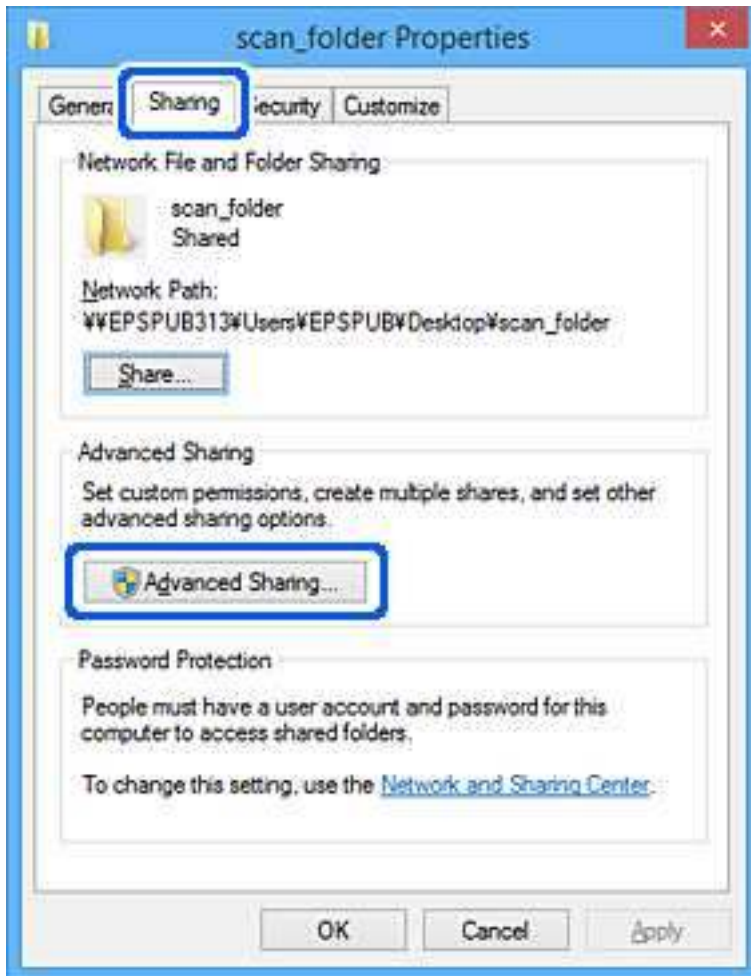 scan_folder Properties
General Sharing Security Customize
Network File and Folder Sharing
scan_folder
Shared
Network Path:
¥¥EPSPUB313¥Users¥EPSPUB¥Desktop¥scan_folder
Share...
Advanced Sharing
Set custom permissions, create multiple shares, and set other
advanced sharing options.
Advanced Sharing...
Password Protection
People must have a user account and password for this
computer to access shared folders.
To change this setting, use the Network and Sharing Center.
OK Cancel Apply